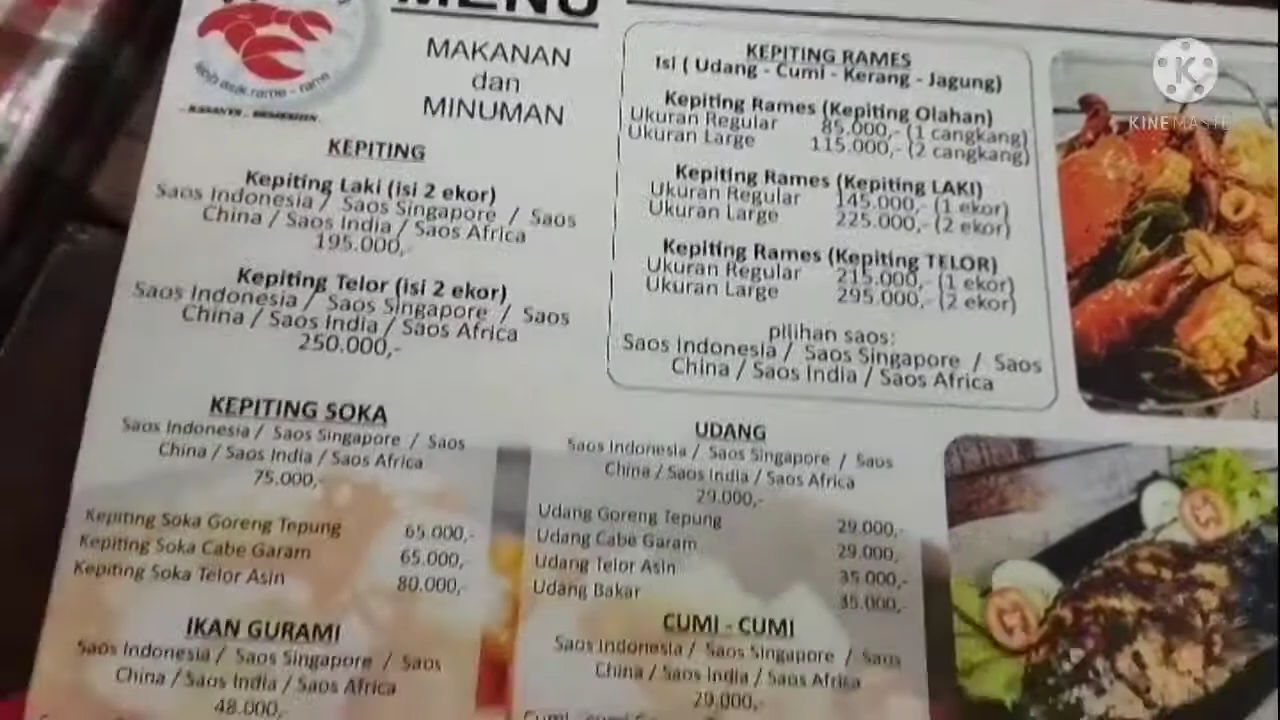 MENU
MAKANAN
dan
MINUMAN
KEPITING
Kepiting Laki (isi 2 ekor)
Saos Indonesia / Saos Singapore / Saos
China / Saos India / Saos Africa
195.000,-
Kepiting Telor (isi 2 ekor)
Saos Indonesia / Saos Singapore / Saos
China / Saos India / Saos Africa
250.000,-
KEPITING SOKA
Saos Indonesia / Saos Singapore / Saos
China / Saos India / Saos Africa
75.000,-
Kepiting Soka Goreng Tepung 65.000,-
Kepiting Soka Cabe Garam 65.000,-
Kepiting Soka Telor Asin 80.000,-
IKAN GURAMI
Saos Indonesia / Saos Singapore / Saos
China / Saos India / Saos Africa
48.000,-
KEPITING RAMES
Isi ( Udang - Cumi - Kerang - Jagung)
Kepiting Rames (Kepiting Olahan)
Ukuran Regular 85.000,- (1 cangkang)
Ukuran Large 115.000,- (2 cangkang)
Kepiting Rames (Kepiting LAKI)
Ukuran Regular 145.000,- (1 ekor)
Ukuran Large 225.000,- (2 ekor)
Kepiting Rames (Kepiting TELOR)
Ukuran Regular 215.000,- (1 ekor)
Ukuran Large 295.000,- (2 ekor)
pilihan saos:
Saos Indonesia / Saos Singapore / Saos
China / Saos India / Saos Africa
UDANG
Saos Indonesia / Saos Singapore / Saos
China / Saos India / Saos Africa
29.000,-
Udang Goreng Tepung 29.000,-
Udang Cabe Garam 29.000,
Udang Telor Asin 35.000,-
Udang Bakar 35.000,-
CUMI - CUMI
Saos Indonesia / Saos Singapore / Saos
China / Saos India / Saos Africa
29.000,-
KINEMASTER